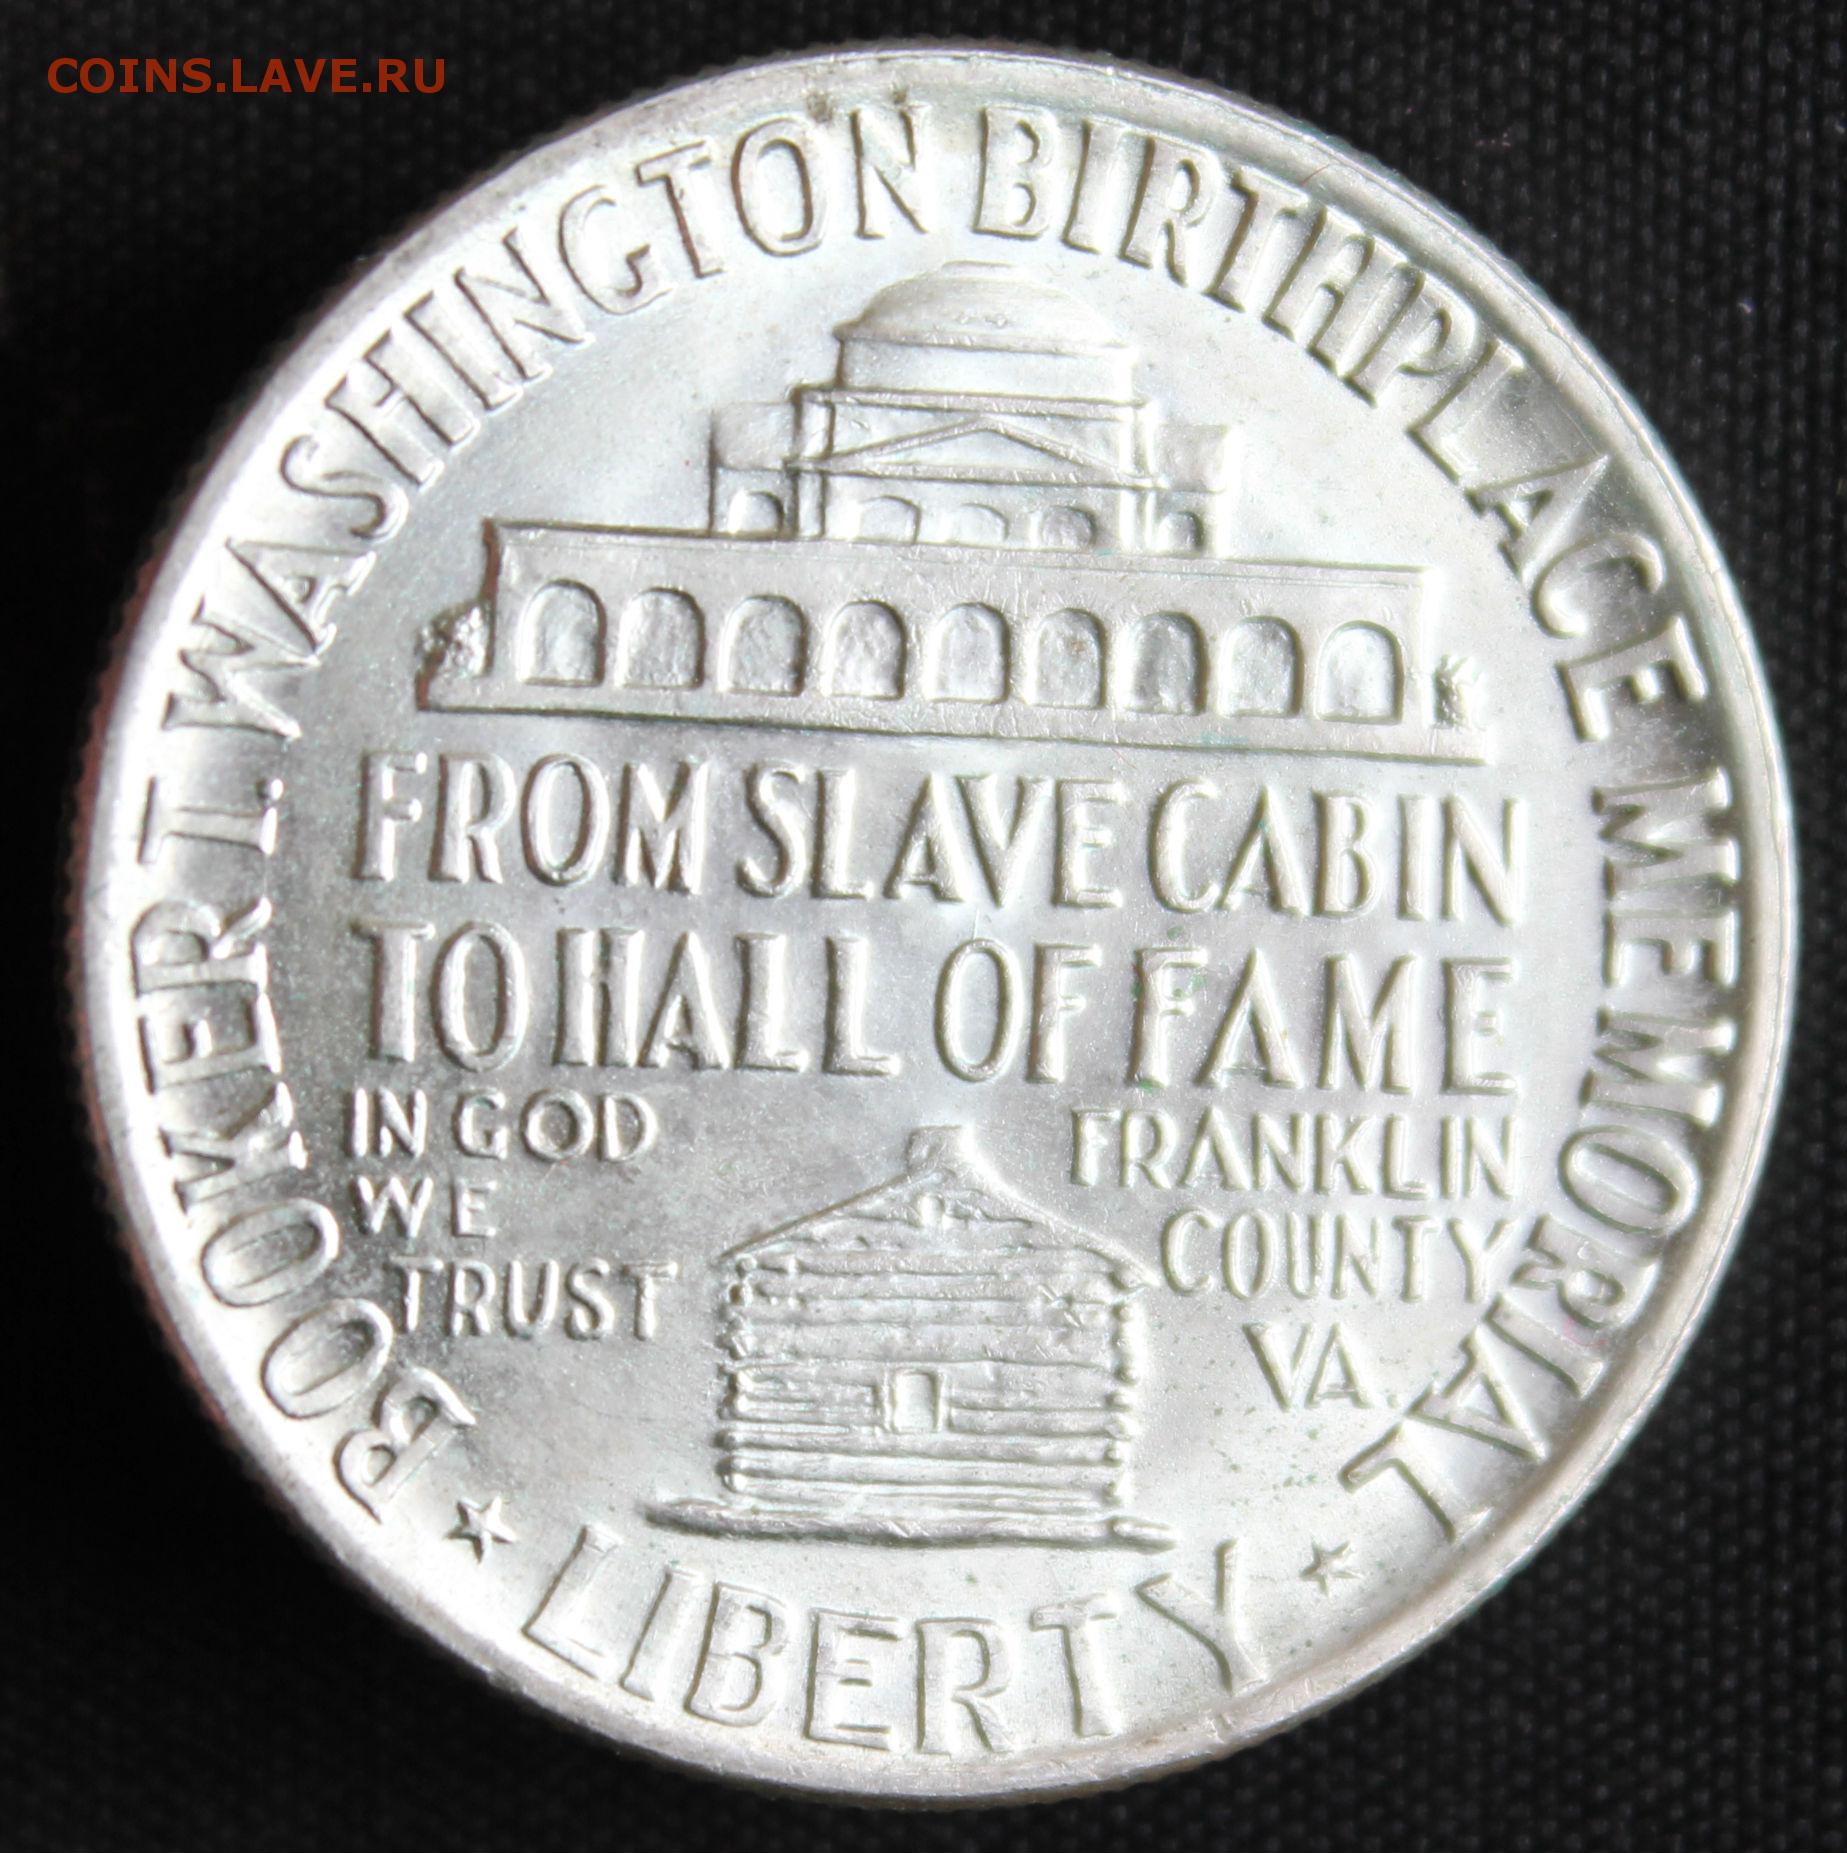 COINS.LAVE.RU
BOOKER T. WASHINGTON BIRTHPLACE MEMORIAL
FROM SLAVE CABIN
TO HALL OF FAME
IN GOD
WE
TRUST
FRANKLIN
COUNTY
VA.
LIBERTY